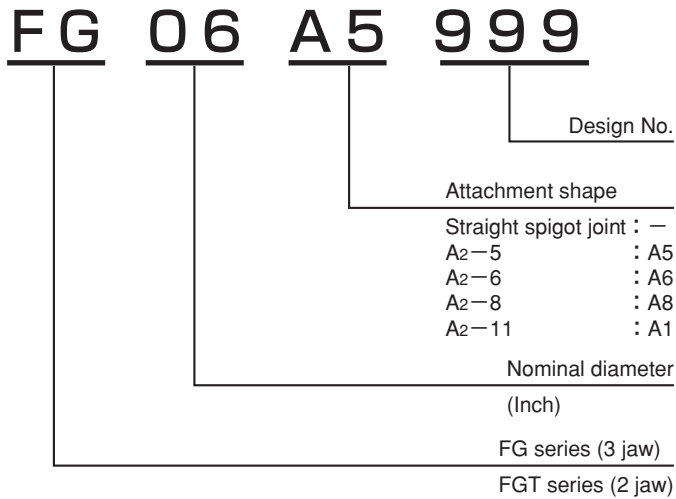 FG 06 A5 999
Design No.
Attachment shape
Straight spigot joint : −
A2−5 : A5
A2−6 : A6
A2−8 : A8
A2−11 : A1
Nominal diameter
(Inch)
FG series (3 jaw)
FGT series (2 jaw)